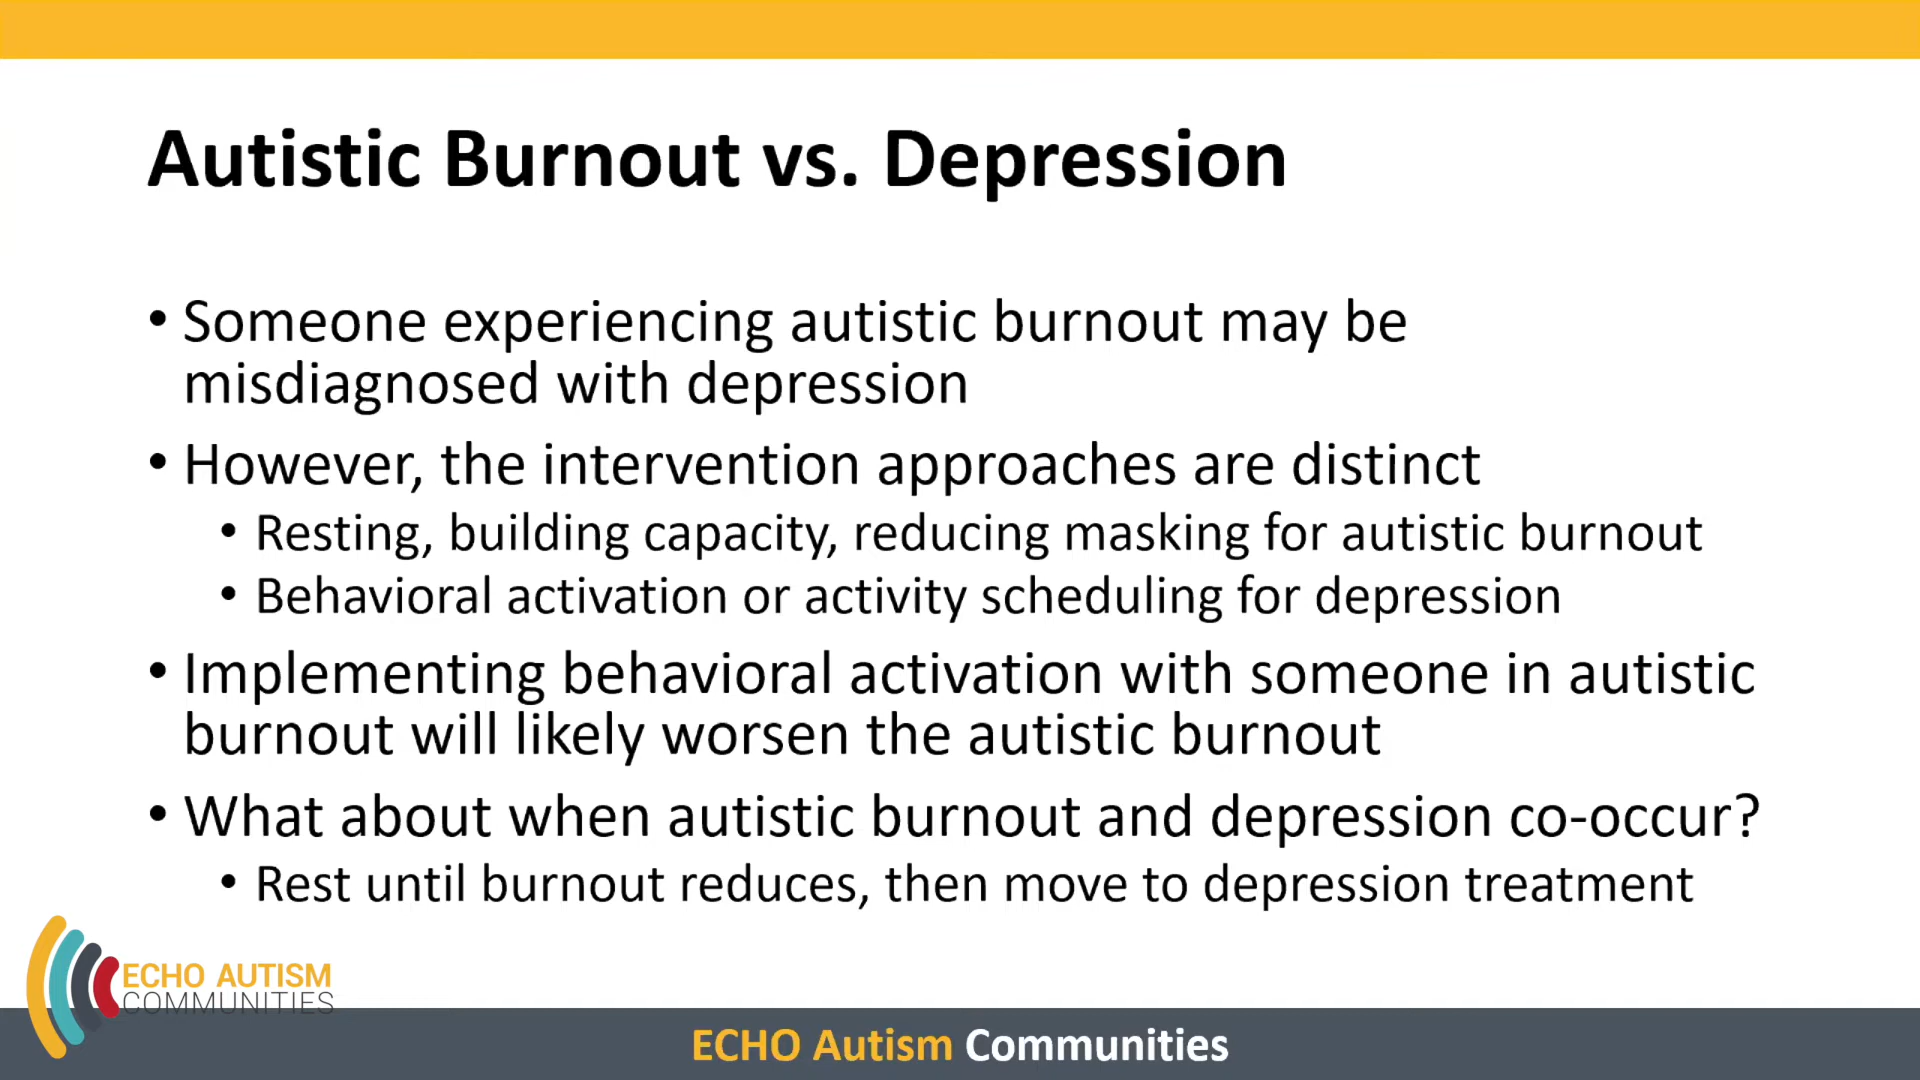 Autistic Burnout vs. Depression
• Someone experiencing autistic burnout may be
misdiagnosed with depression
• However, the intervention approaches are distinct
• Resting, building capacity, reducing masking for autistic burnout
• Behavioral activation or activity scheduling for depression
• Implementing behavioral activation with someone in autistic
burnout will likely worsen the autistic burnout
• What about when autistic burnout and depression co-occur?
• Rest until burnout reduces, then move to depression treatment
ECHO AUTISM
COMMUNITIES
ECHO Autism Communities